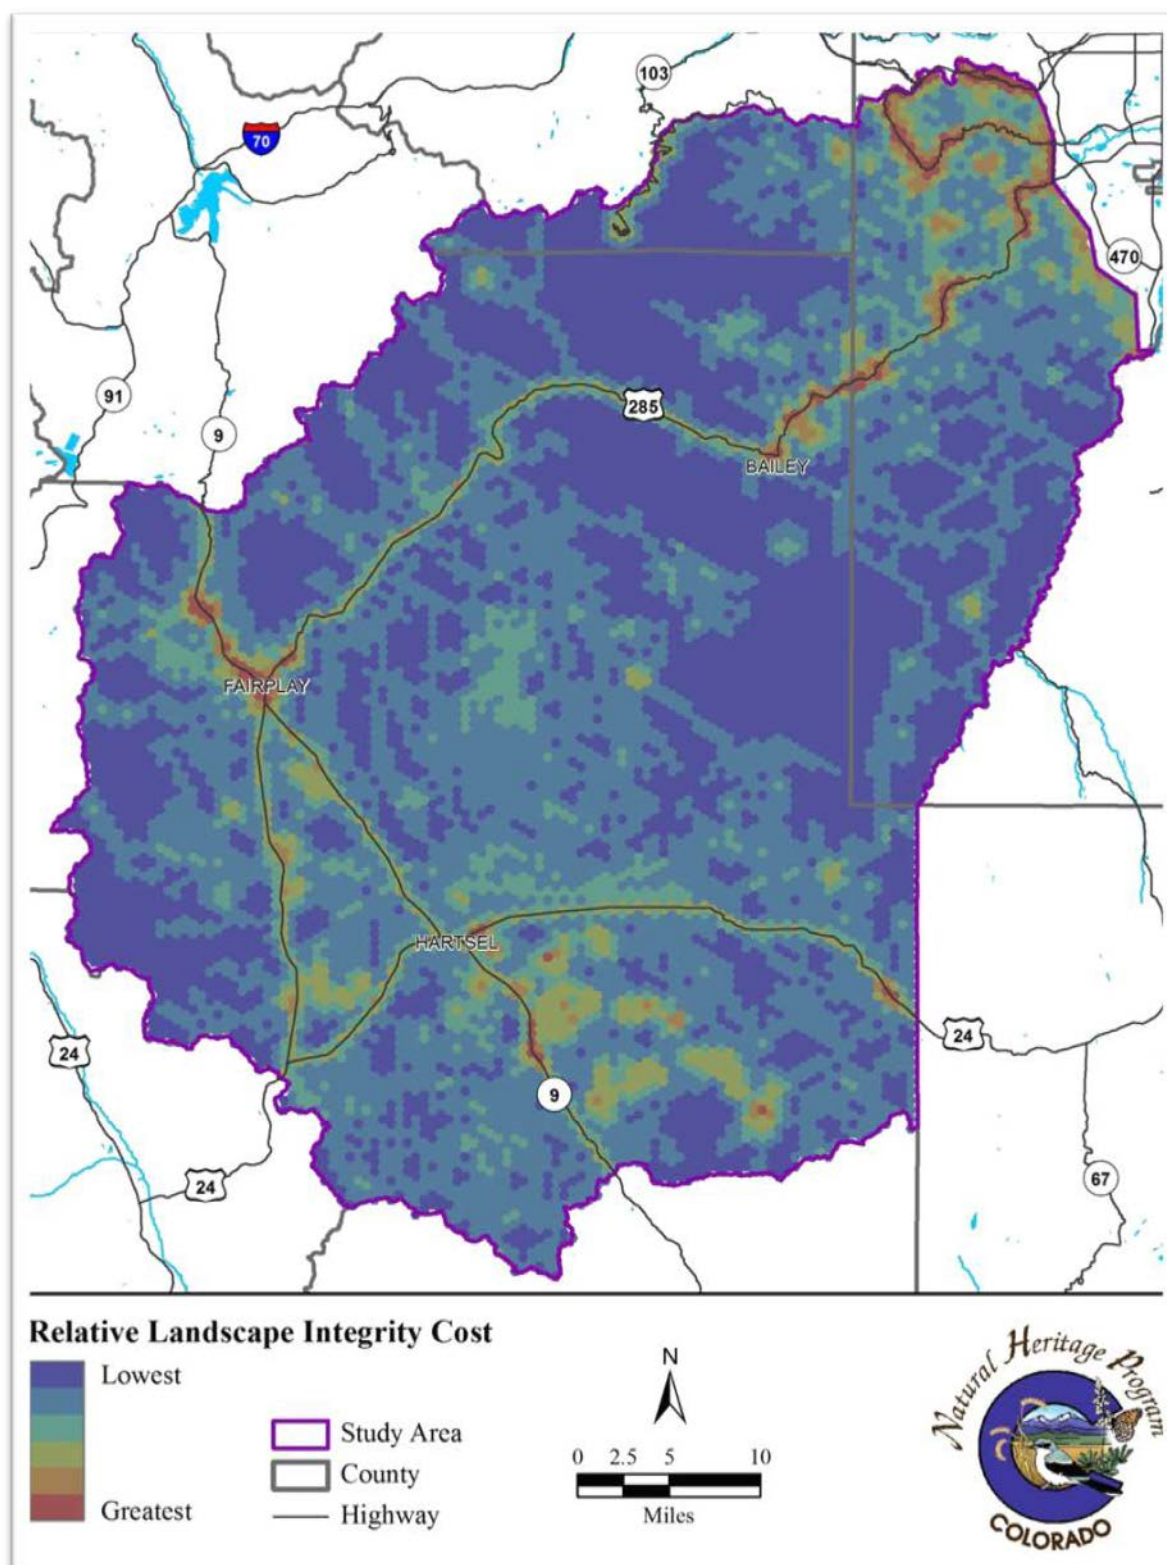 103
70
470
91
9
285
BAILEY
FAIRPLAY
HARTSEL
24
24
9
24
67
Relative Landscape Integrity Cost
Lowest
Greatest
Study Area
County
Highway
N
0 2.5 5 10
Miles
Natural Heritage Program
COLORADO